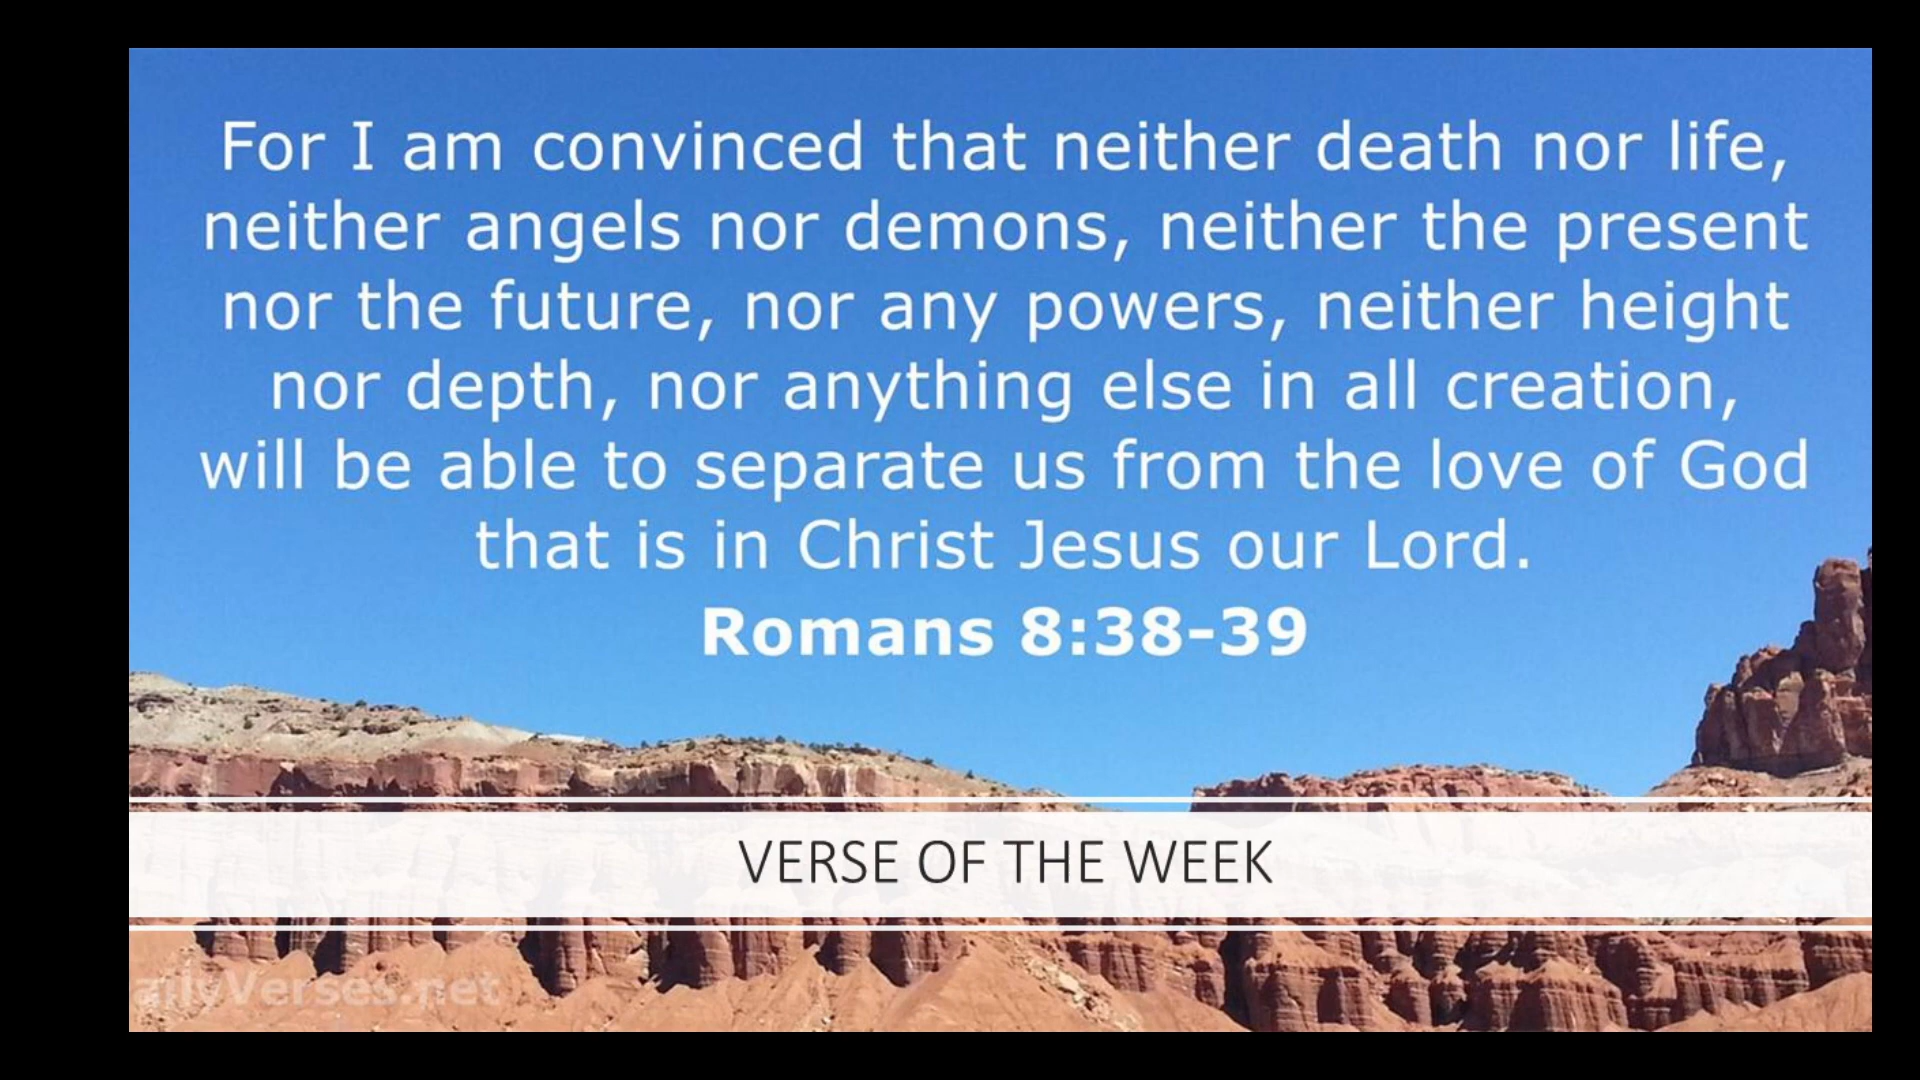 For I am convinced that neither death nor life,
neither angels nor demons, neither the present
nor the future, nor any powers, neither height
nor depth, nor anything else in all creation,
will be able to separate us from the love of God
that is in Christ Jesus our Lord.
Romans 8:38-39
VERSE OF THE WEEK
ailyVerses.net